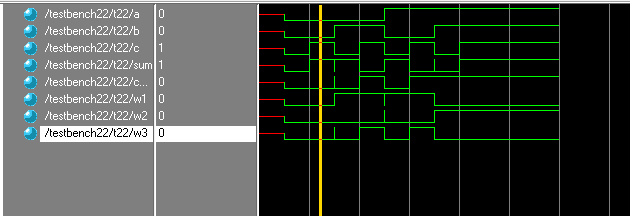 /testbench22/t22/a 0
/testbench22/t22/b 0
/testbench22/t22/c 1
/testbench22/t22/sum 1
/testbench22/t22/c... 0
/testbench22/t22/w1 0
/testbench22/t22/w2 0
/testbench22/t22/w3 0